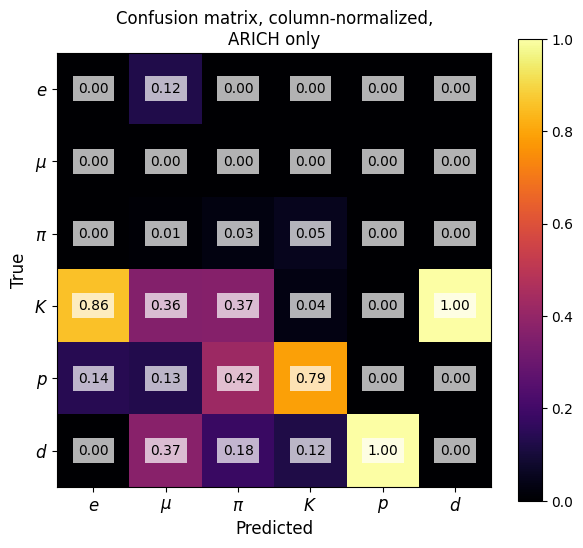 Confusion matrix, column-normalized,
ARICH only
1.0
e 0.00 0.12 0.00 0.00 0.00 0.00
0.8
μ 0.00 0.00 0.00 0.00 0.00 0.00
0.6
π 0.00 0.01 0.03 0.05 0.00 0.00
True
K 0.86 0.36 0.37 0.04 0.00 1.00
0.4
p 0.14 0.13 0.42 0.79 0.00 0.00
0.2
d 0.00 0.37 0.18 0.12 1.00 0.00
0.0
e μ π K p d
Predicted